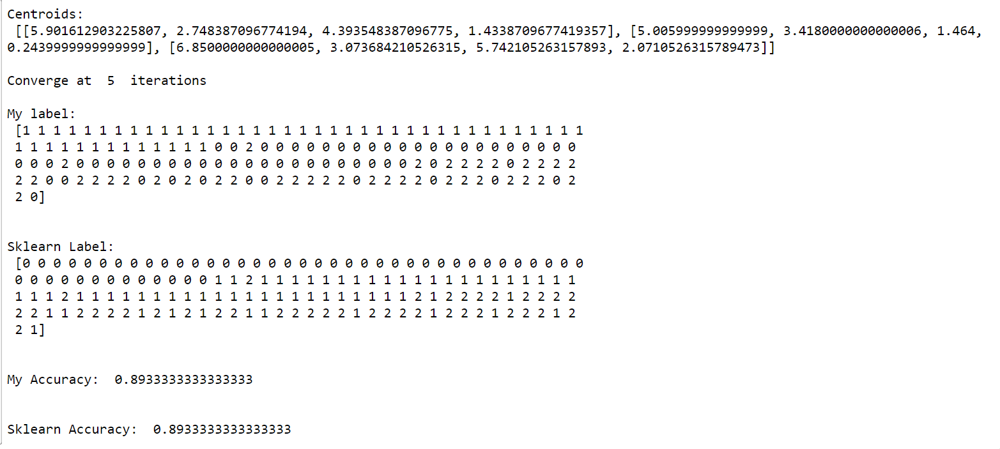 Centroids:
[[5.901612903225807, 2.748387096774194, 4.393548387096775, 1.4338709677419357], [5.005999999999999, 3.4180000000000006, 1.464,
0.2439999999999999], [6.8500000000000005, 3.073684210526315, 5.742105263157893, 2.0710526315789473]]
Converge at 5 iterations
My label:
[1 1 1 1 1 1 1 1 1 1 1 1 1 1 1 1 1 1 1 1 1 1 1 1 1 1 1 1 1 1 1 1 1 1 1 1 1
1 1 1 1 1 1 1 1 1 1 1 1 1 0 0 2 0 0 0 0 0 0 0 0 0 0 0 0 0 0 0 0 0 0 0 0 0
0 0 0 2 0 0 0 0 0 0 0 0 0 0 0 0 0 0 0 0 0 0 0 0 0 0 2 0 2 2 2 2 0 2 2 2 2
2 2 0 0 2 2 2 2 0 2 0 2 0 2 2 0 0 2 2 2 2 2 0 2 2 2 2 0 2 2 2 0 2 2 2 0 2
2 0]
Sklearn Label:
[0 0 0 0 0 0 0 0 0 0 0 0 0 0 0 0 0 0 0 0 0 0 0 0 0 0 0 0 0 0 0 0 0 0 0 0 0
0 0 0 0 0 0 0 0 0 0 0 0 0 1 1 2 1 1 1 1 1 1 1 1 1 1 1 1 1 1 1 1 1 1 1 1 1
1 1 1 2 1 1 1 1 1 1 1 1 1 1 1 1 1 1 1 1 1 1 1 1 1 1 2 1 2 2 2 2 1 2 2 2 2
2 2 1 1 2 2 2 2 1 2 1 2 1 2 2 1 1 2 2 2 2 2 1 2 2 2 2 1 2 2 2 1 2 2 2 1 2
2 1]
My Accuracy: 0.8933333333333333
Sklearn Accuracy: 0.8933333333333333